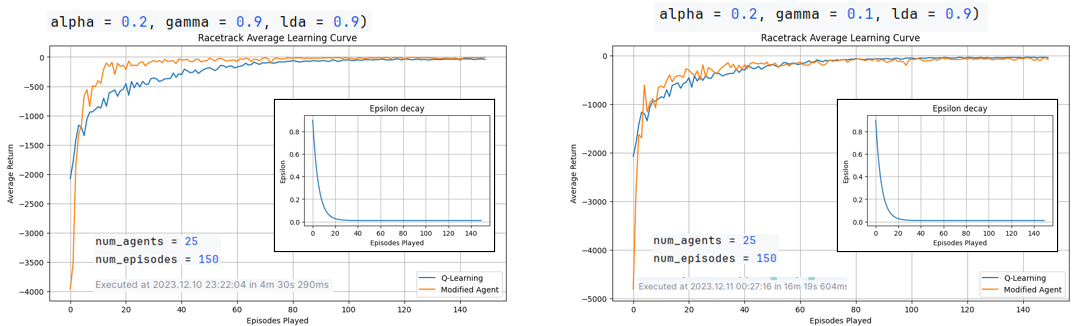 alpha = 0.2, gamma = 0.9, lda = 0.9)
Racetrack Average Learning Curve
0
−500
−1000
−1500
−2000
−2500
−3000
−3500
−4000
Average Return
Epsilon decay
0.8
0.6
0.4
0.2
0.0
Epsilon
0 20 40 60 80 100 120 140
Episodes Played
num_agents = 25
num_episodes = 150
Executed at 2023.12.10 23:22:04 in 4m 30s 290ms
Q-Learning
Modified Agent
0 20 40 60 80 100 120 140
Episodes Played
alpha = 0.2, gamma = 0.1, lda = 0.9)
Racetrack Average Learning Curve
0
−1000
−2000
−3000
−4000
−5000
Average Return
Epsilon decay
0.8
0.6
0.4
0.2
0.0
Epsilon
0 20 40 60 80 100 120 140
Episodes Played
num_agents = 25
num_episodes = 150
Executed at 2023.12.11 00:27:16 in 16m 19s 604ms
Q-Learning
Modified Agent
0 20 40 60 80 100 120 140
Episodes Played